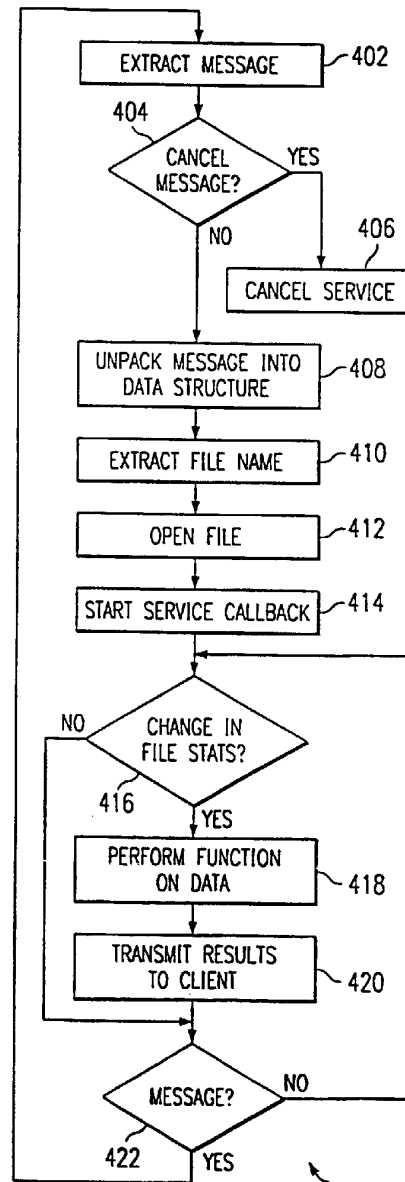 EXTRACT MESSAGE
402
404
CANCEL
MESSAGE?
YES
NO
406
CANCEL SERVICE
UNPACK MESSAGE INTO
DATA STRUCTURE
408
EXTRACT FILE NAME
410
OPEN FILE
412
START SERVICE CALLBACK
414
NO
CHANGE IN
FILE STATS?
416
YES
PERFORM FUNCTION
ON DATA
418
TRANSMIT RESULTS
TO CLIENT
420
MESSAGE?
NO
422
YES